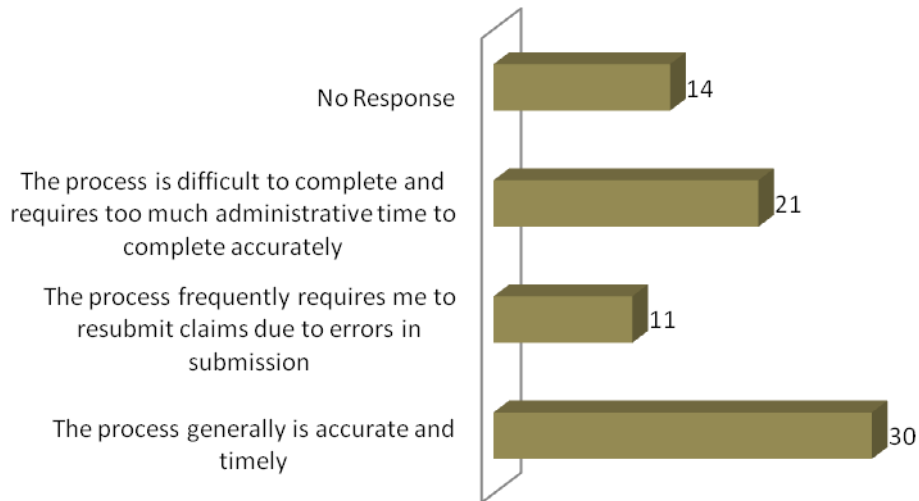 No Response
14
The process is difficult to complete and
requires too much administrative time to
complete accurately
21
The process frequently requires me to
resubmit claims due to errors in
submission
11
The process generally is accurate and
timely
30